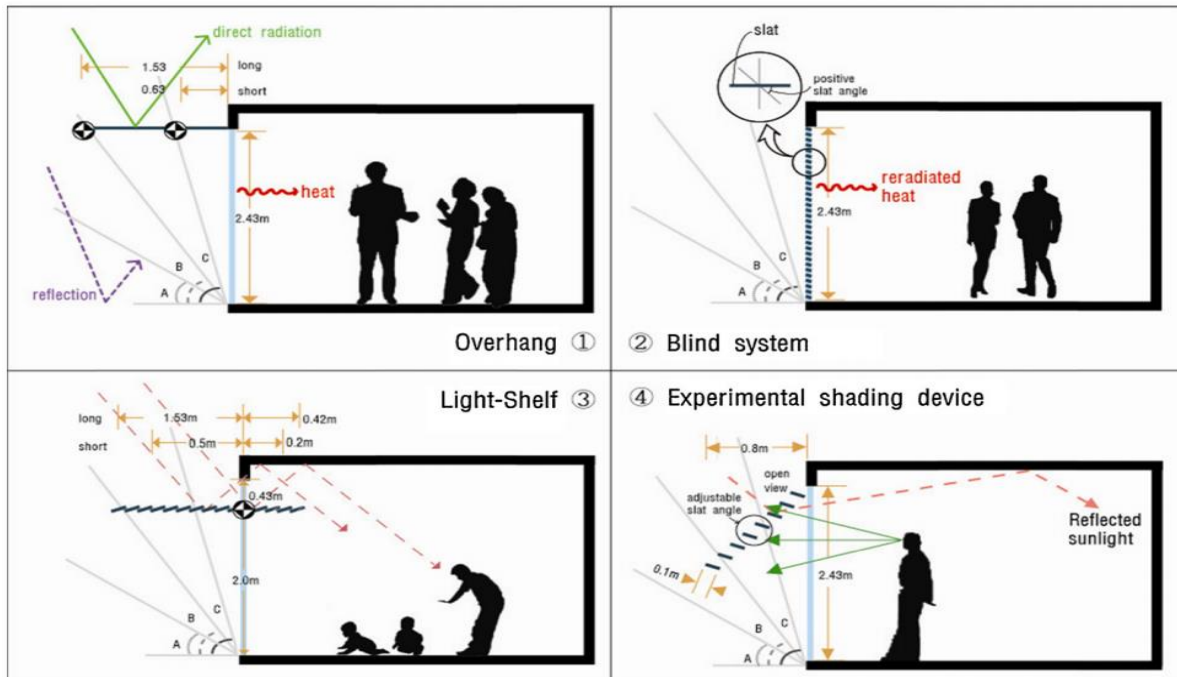 direct radiation
1.53
long
0.63
short
heat
2.43m
B
C
A
reflection
Overhang ①
slat
positive
slat angle
reradiated
heat
2.43m
B
C
A
② Blind system
Light-Shelf ③
long
1.53m
0.42m
short
0.5m
0.2m
0.43m
2.0m
B
C
A
④ Experimental shading device
0.8m
open
view
adjustable
slat angle
Reflected
sunlight
0.1m
2.43m
B
C
A